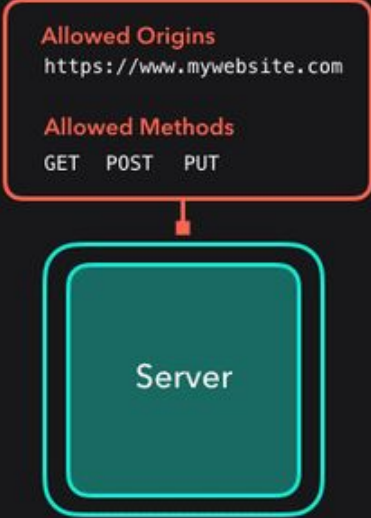 Allowed Origins
https://www.mywebsite.com
Allowed Methods
GET POST PUT
Server